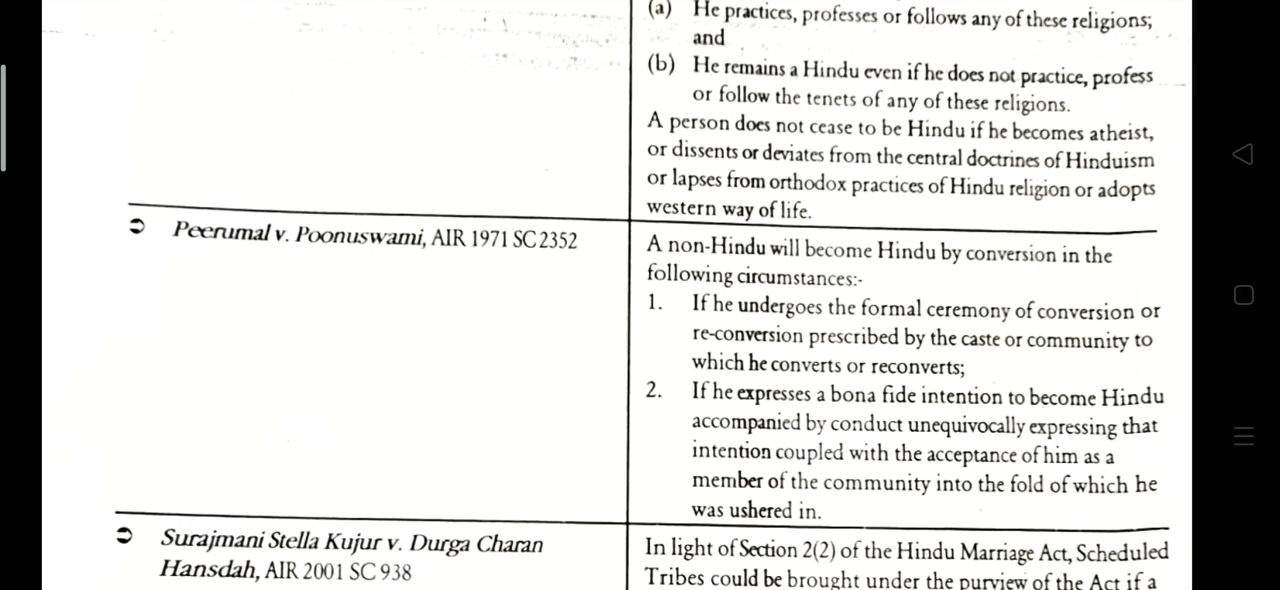 (a) He practices, professes or follows any of these religions;
and
(b) He remains a Hindu even if he does not practice, profess
or follow the tenets of any of these religions.
A person does not cease to be Hindu if he becomes atheist,
or dissents or deviates from the central doctrines of Hinduism
or lapses from orthodox practices of Hindu religion or adopts
western way of life.
➲ Peerumal v. Poonuswami, AIR 1971 SC 2352
A non-Hindu will become Hindu by conversion in the
following circumstances:-
1. If he undergoes the formal ceremony of conversion or
re-conversion prescribed by the caste or community to
which he converts or reconverts;
2. If he expresses a bona fide intention to become Hindu
accompanied by conduct unequivocally expressing that
intention coupled with the acceptance of him as a
member of the community into the fold of which he
was ushered in.
➲ Surajmani Stella Kujur v. Durga Charan
Hansdah, AIR 2001 SC 938
In light of Section 2(2) of the Hindu Marriage Act, Scheduled
Tribes could be brought under the purview of the Act if a